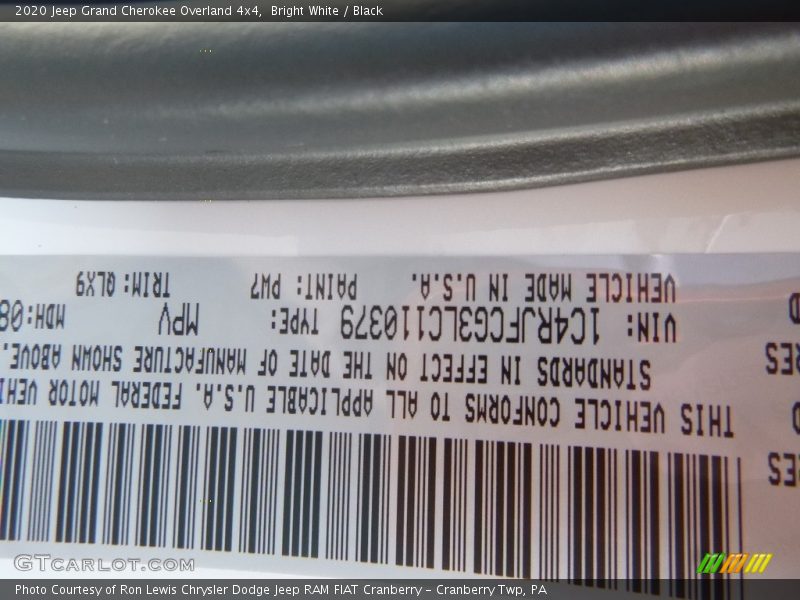 2020 Jeep Grand Cherokee Overland 4x4, Bright White / Black
THIS VEHICLE CONFORMS TO ALL APPLICABLE U.S.A. FEDERAL MOTOR VEHI
STANDARDS IN EFFECT ON THE DATE OF MANUFACTURE SHOWN ABOVE.
VIN: 1C4RJFCG3LC110379 TYPE: MPV MDH:08
VEHICLE MADE IN U.S.A. PAINT: PW7 TRIM: QLX9
GTCARLOT.COM
Photo Courtesy of Ron Lewis Chrysler Dodge Jeep RAM FIAT Cranberry – Cranberry Twp, PA